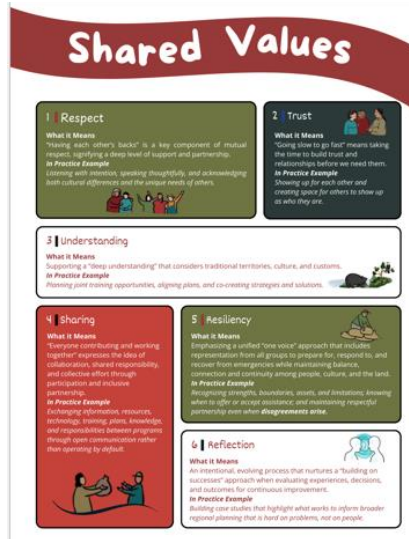 Shared Values
1 Respect
What it Means
"Having each other's backs" is a key component of mutual
respect, signifying a deep level of support and partnership.
In Practice Example
Listening with intention, speaking thoughtfully, and acknowledging
both cultural differences and the unique needs of others.
2 Trust
What it Means
"Going slow to go fast" means taking
the time to build trust and
relationships before we need them.
In Practice Example
Showing up for each other and
creating space for others to show up
as who they are.
3 Understanding
What it Means
Supporting a "deep understanding" that considers traditional territories, culture, and customs.
In Practice Example
Planning joint training opportunities, aligning plans, and co-creating strategies and solutions.
4 Sharing
What it Means
"Everyone contributing and working
together" expresses the idea of
collaboration, shared responsibility,
and collective effort through
participation and inclusive
partnership.
In Practice Example
Exchanging information, resources,
technology, training, plans, knowledge,
and responsibilities between programs
through open communication rather
than operating by default.
5 Resiliency
What it Means
Emphasizing a unified "one voice" approach that includes
representation from all groups to prepare for, respond to, and
recover from emergencies while maintaining balance,
connection and continuity among people, culture, and the land.
In Practice Example
Recognizing strengths, boundaries, assets, and limitations; knowing
when to offer or accept assistance; and maintaining respectful
partnership even when disagreements arise.
6 Reflection
What it Means
An intentional, evolving process that nurtures a "building on
successes" approach when evaluating experiences, decisions,
and outcomes for continuous improvement.
In Practice Example
Building case studies that highlight what works to inform broader
regional planning that is hard on problems, not on people.